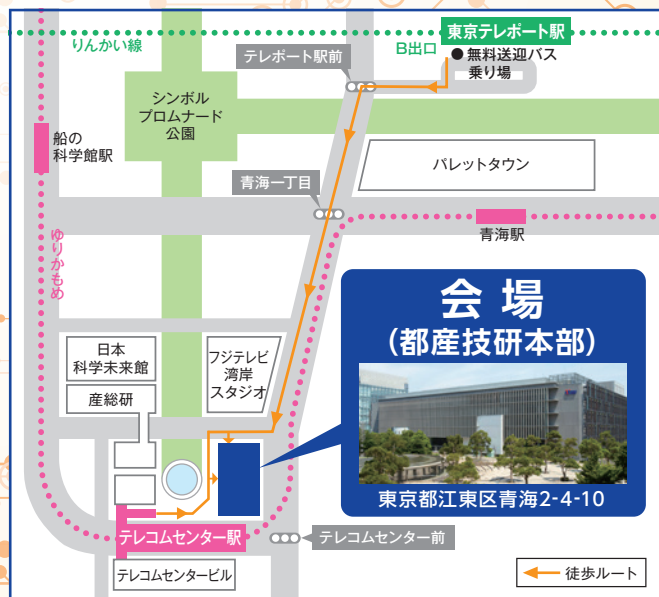 りんかい線
テレポート駅前
B出口
東京テレポート駅
●無料送迎バス
乗り場
シンボル
プロムナード
公園
船の
科学館駅
パレットタウン
青海一丁目
青海駅
ゆりかもめ
会場
(都産技研本部)
東京都江東区青海2-4-10
日本
科学未来館
産総研
フジテレビ
湾岸
スタジオ
テレコムセンター駅
テレコムセンター前
テレコムセンタービル
徒歩ルート